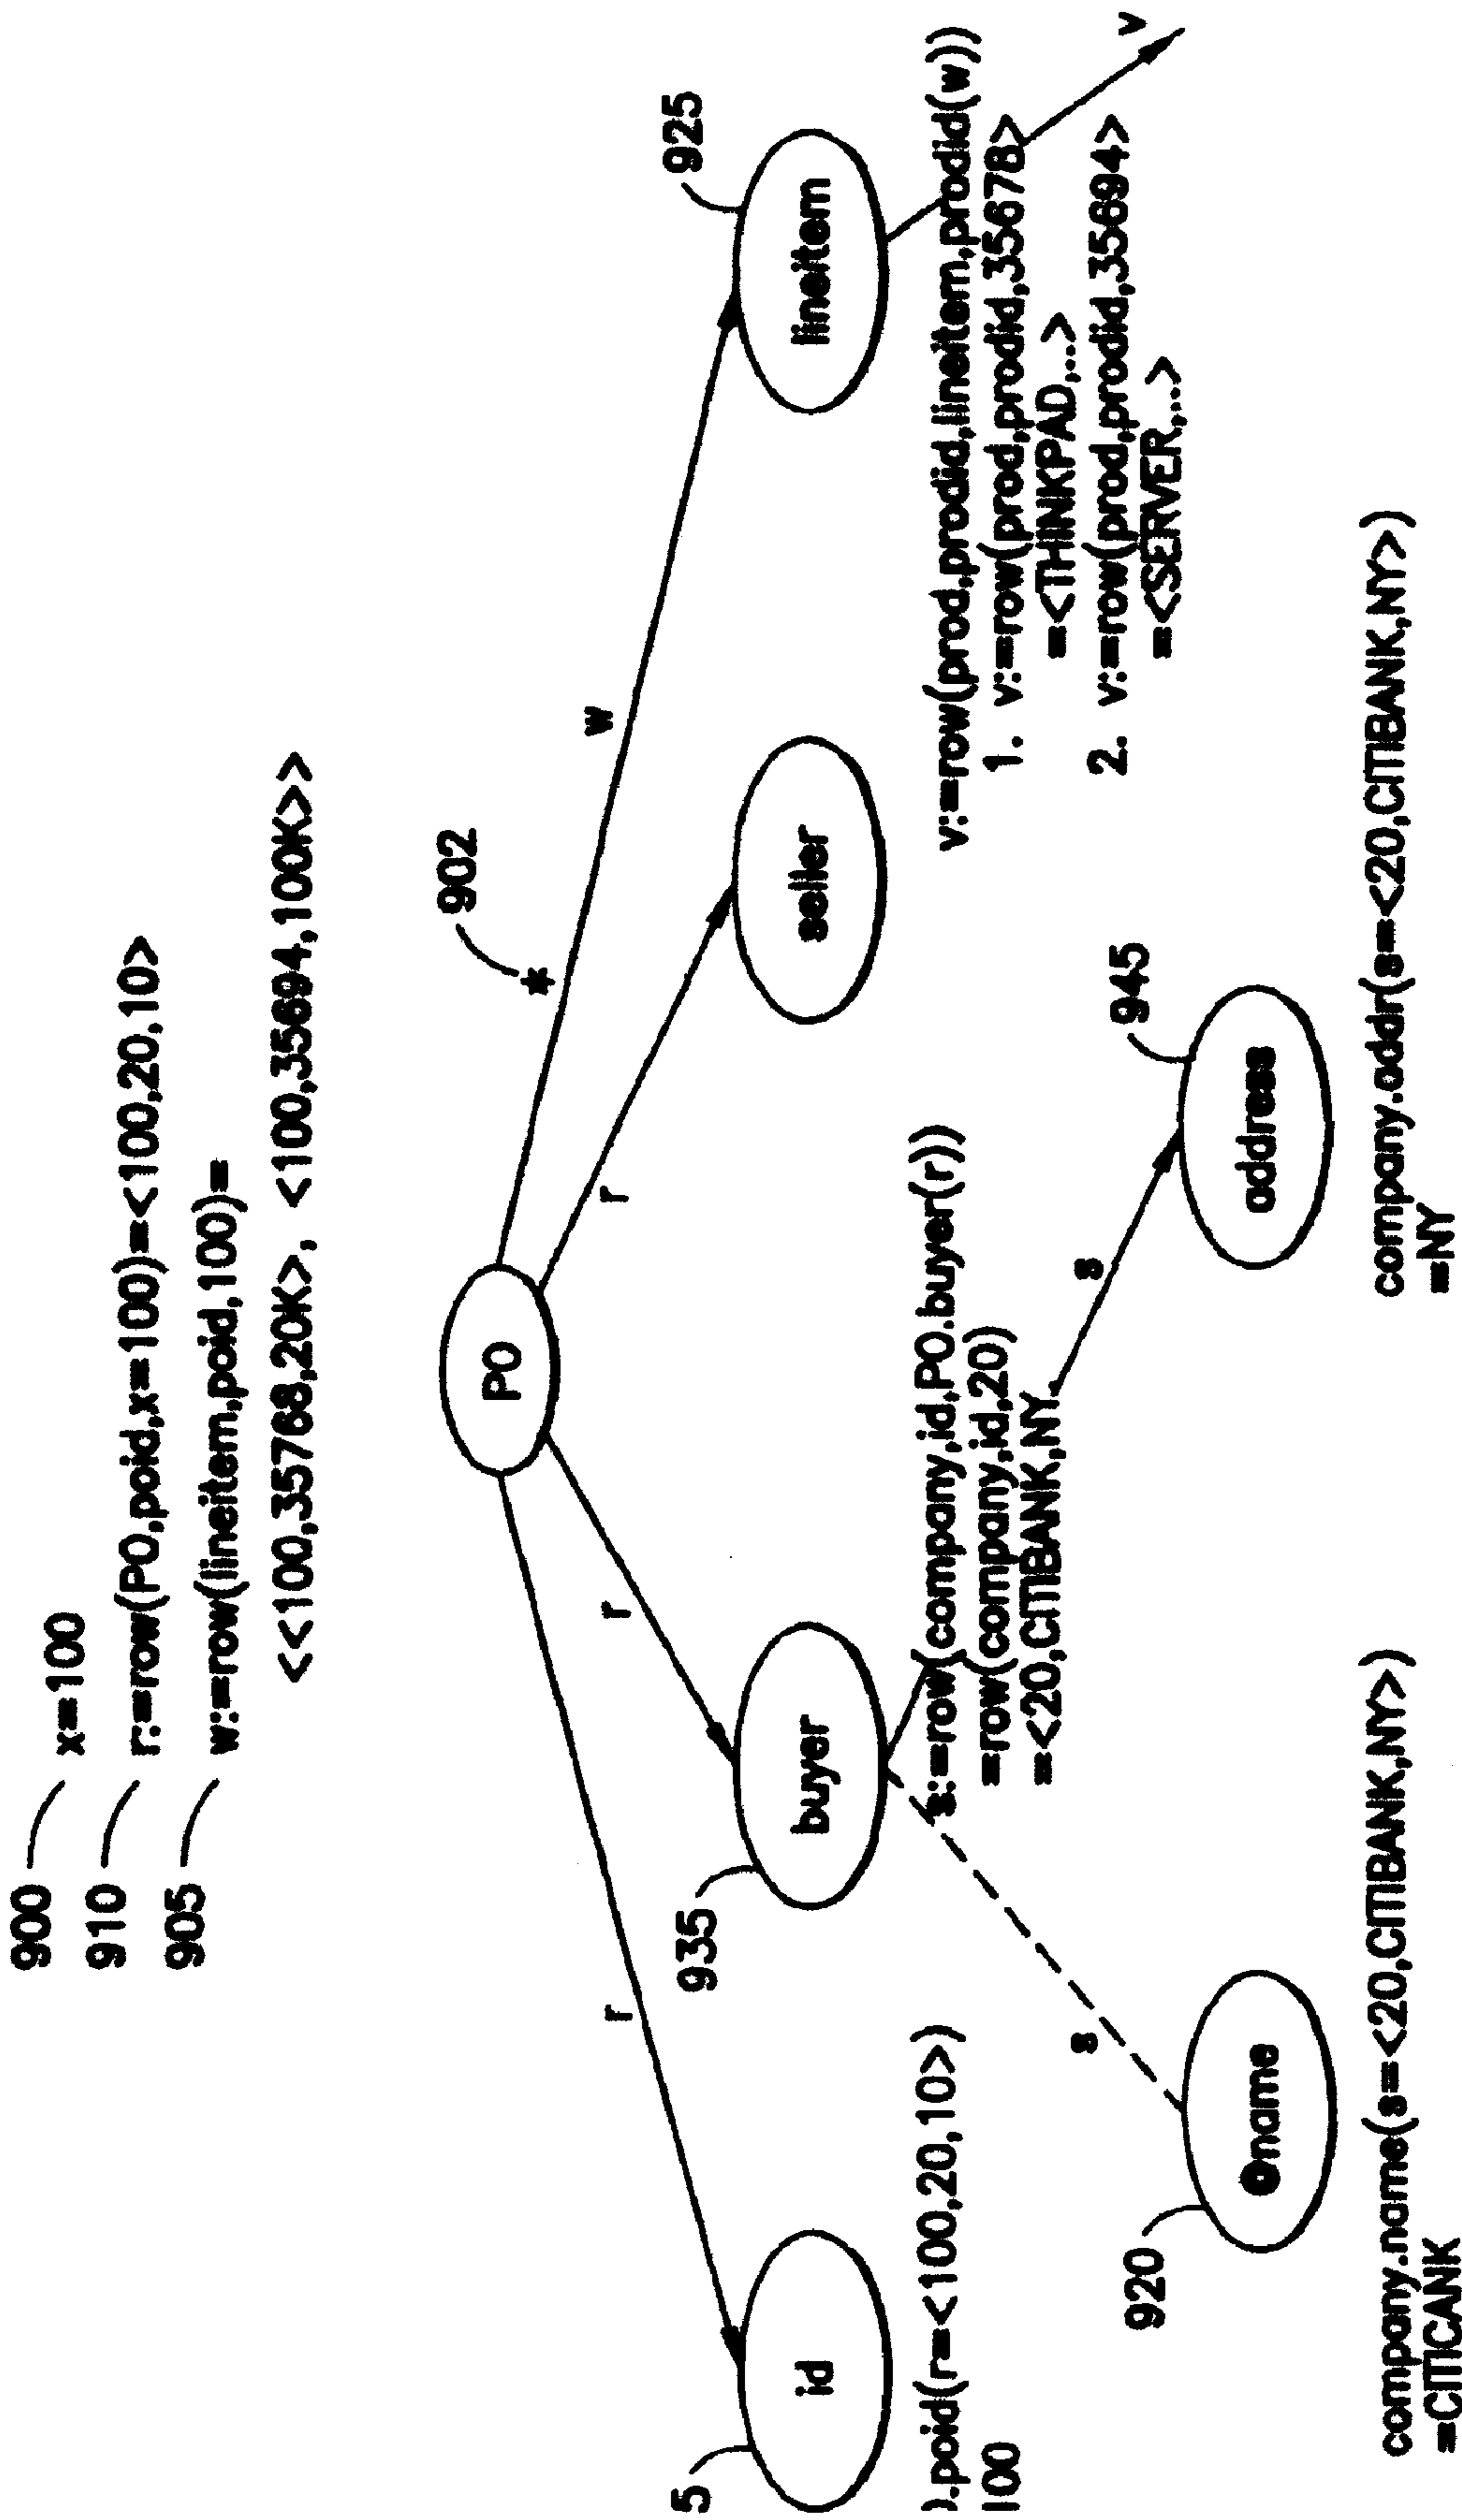 900 x=100
910 r:=row(PO,poid,x=100)=<100,20,10>
905 w:=row(lineitem,poid,100)=
<<100,35768,20K>, <100,35694,100K>>
902
PO
*
w
r
r
r
5
935
925
id
buyer
seller
lineitem
).poid(r=<100,20,10>)
100
s:=row(company,id,PO.buyer(r))
=row(company,id,20)
=<20,CITIBANK,NY>
v:=row(prod,prodid,lineitem,prodid(w))
1. v:=row(prod,prodid,35678>
=<THINKPAD,..>
2. v:=row(prod,prodid,35694>
=<SERVER,..>
v
s
s
920
945
@name
address
company.name(s=<20,CITIBANK,NY>)
=CITICANK
company.addr(s=<20,CITIBANK,NY>)
=NY